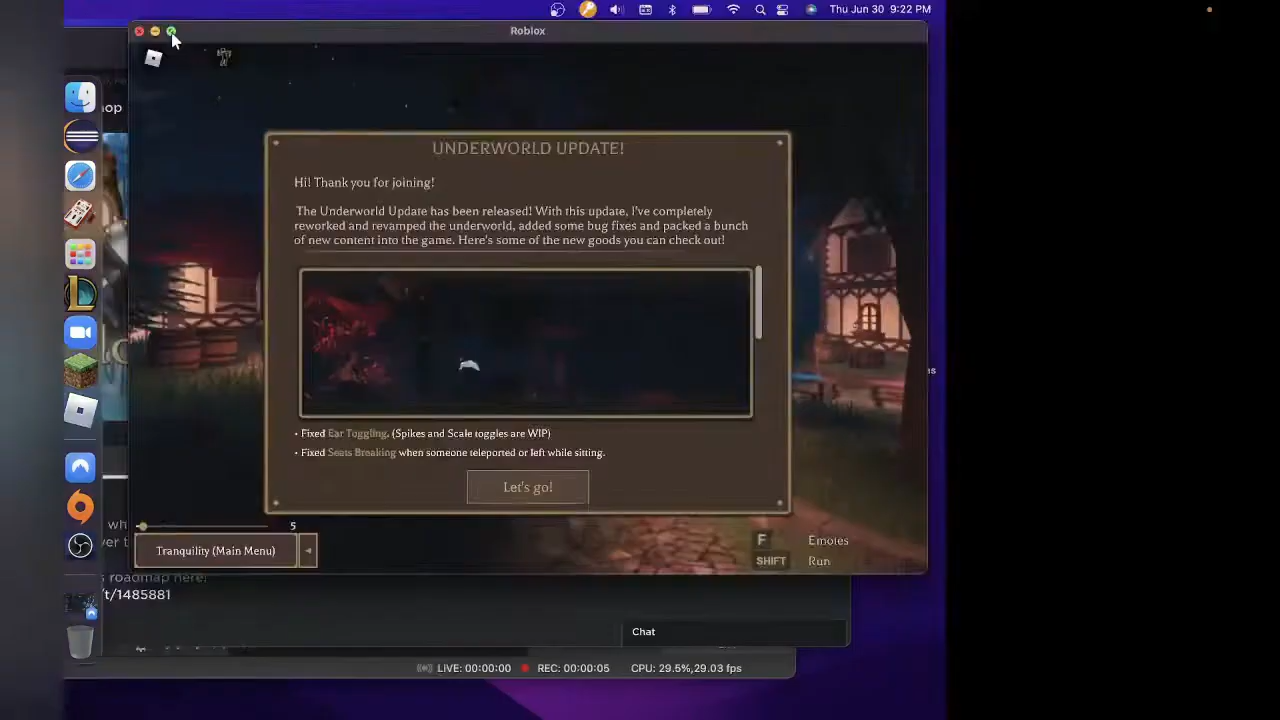 Thu Jun 30 9:22 PM
Roblox
op
UNDERWORLD UPDATE!
Hi! Thank you for joining!
The Underworld Update has been released! With this update, I've completely
reworked and revamped the underworld, added some bug fixes and packed a bunch
of new content into the game. Here's some of the new goods you can check out!
• Fixed Ear Toggling. (Spikes and Scale toggles are WIP)
• Fixed Seats Breaking when someone teleported or left while sitting.
Let's go!
5
Tranquility (Main Menu)
F Emotes
SHIFT Run
wh
ver t
s roadmap here!
/t/1485881
Chat
LIVE: 00:00:00 REC: 00:00:05 CPU: 29.5%,29.03 fps